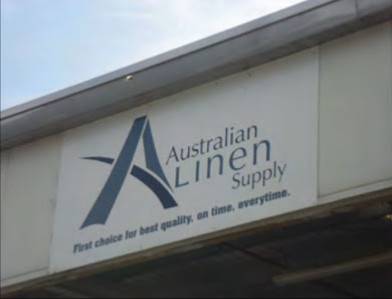 Australian
Linen
Supply
First choice for best quality, on time, everytime.